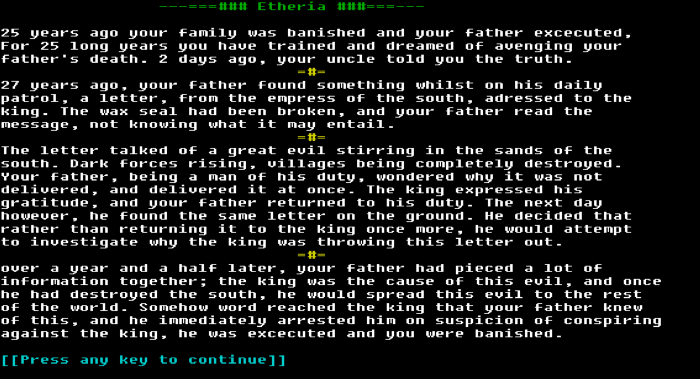 ---===### Etheria ###===---
25 years ago your family was banished and your father excecuted,
For 25 long years you have trained and dreamed of avenging your
father's death. 2 days ago, your uncle told you the truth.
=#=
27 years ago, your father found something whilst on his daily
patrol, a letter, from the empress of the south, adressed to the
king. The wax seal had been broken, and your father read the
message, not knowing what it may entail.
=#=
The letter talked of a great evil stirring in the sands of the
south. Dark forces rising, villages being completely destroyed.
Your father, being a man of his duty, wondered why it was not
delivered, and delivered it at once. The king expressed his
gratitude, and your father returned to his duty. The next day
however, he found the same letter on the ground. He decided that
rather than returning it to the king once more, he would attempt
to investigate why the king was throwing this letter out.
=#=
over a year and a half later, your father had pieced a lot of
information together; the king was the cause of this evil, and once
he had destroyed the south, he would spread this evil to the rest
of the world. Somehow word reached the king that your father knew
of this, and he immediately arrested him on suspicion of conspiring
against the king, he was excecuted and you were banished.
[[Press any key to continue]]